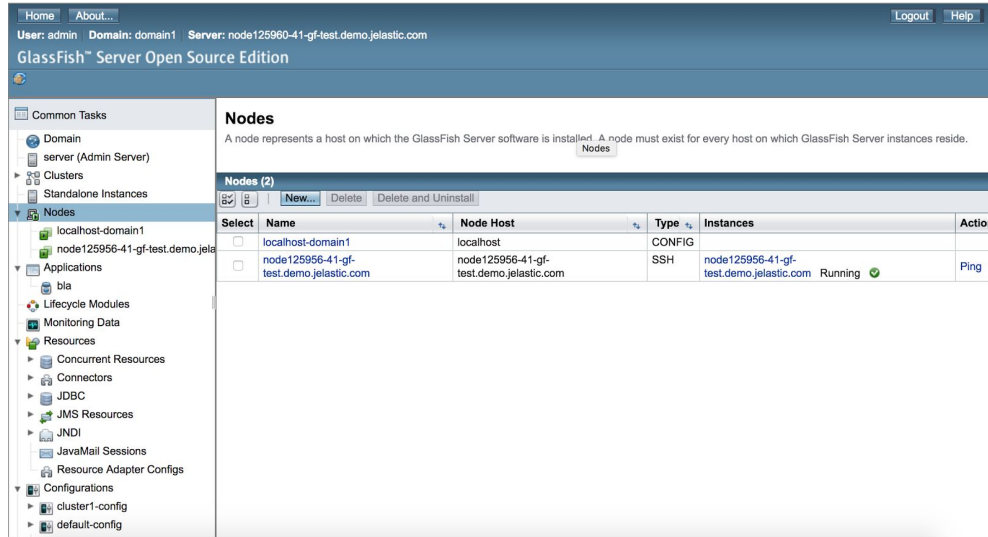 Home About... Logout Help
User: admin Domain: domain1 Server: node125960-41-gf-test.demo.jelastic.com
GlassFish™ Server Open Source Edition
Common Tasks
Domain
server (Admin Server)
Clusters
Standalone Instances
Nodes
localhost-domain1
node125956-41-gf-test.demo.jela
Applications
bla
Lifecycle Modules
Monitoring Data
Resources
Concurrent Resources
Connectors
JDBC
JMS Resources
JNDI
JavaMail Sessions
Resource Adapter Configs
Configurations
cluster1-config
default-config
Nodes
A node represents a host on which the GlassFish Server software is installed. A node must exist for every host on which GlassFish Server instances reside.
Nodes
Nodes (2)
New... Delete Delete and Uninstall
Select Name Node Host Type Instances Actio
localhost-domain1 localhost CONFIG
node125956-41-gf- node125956-41-gf- SSH node125956-41-gf-
test.demo.jelastic.com test.demo.jelastic.com test.demo.jelastic.com Running Ping